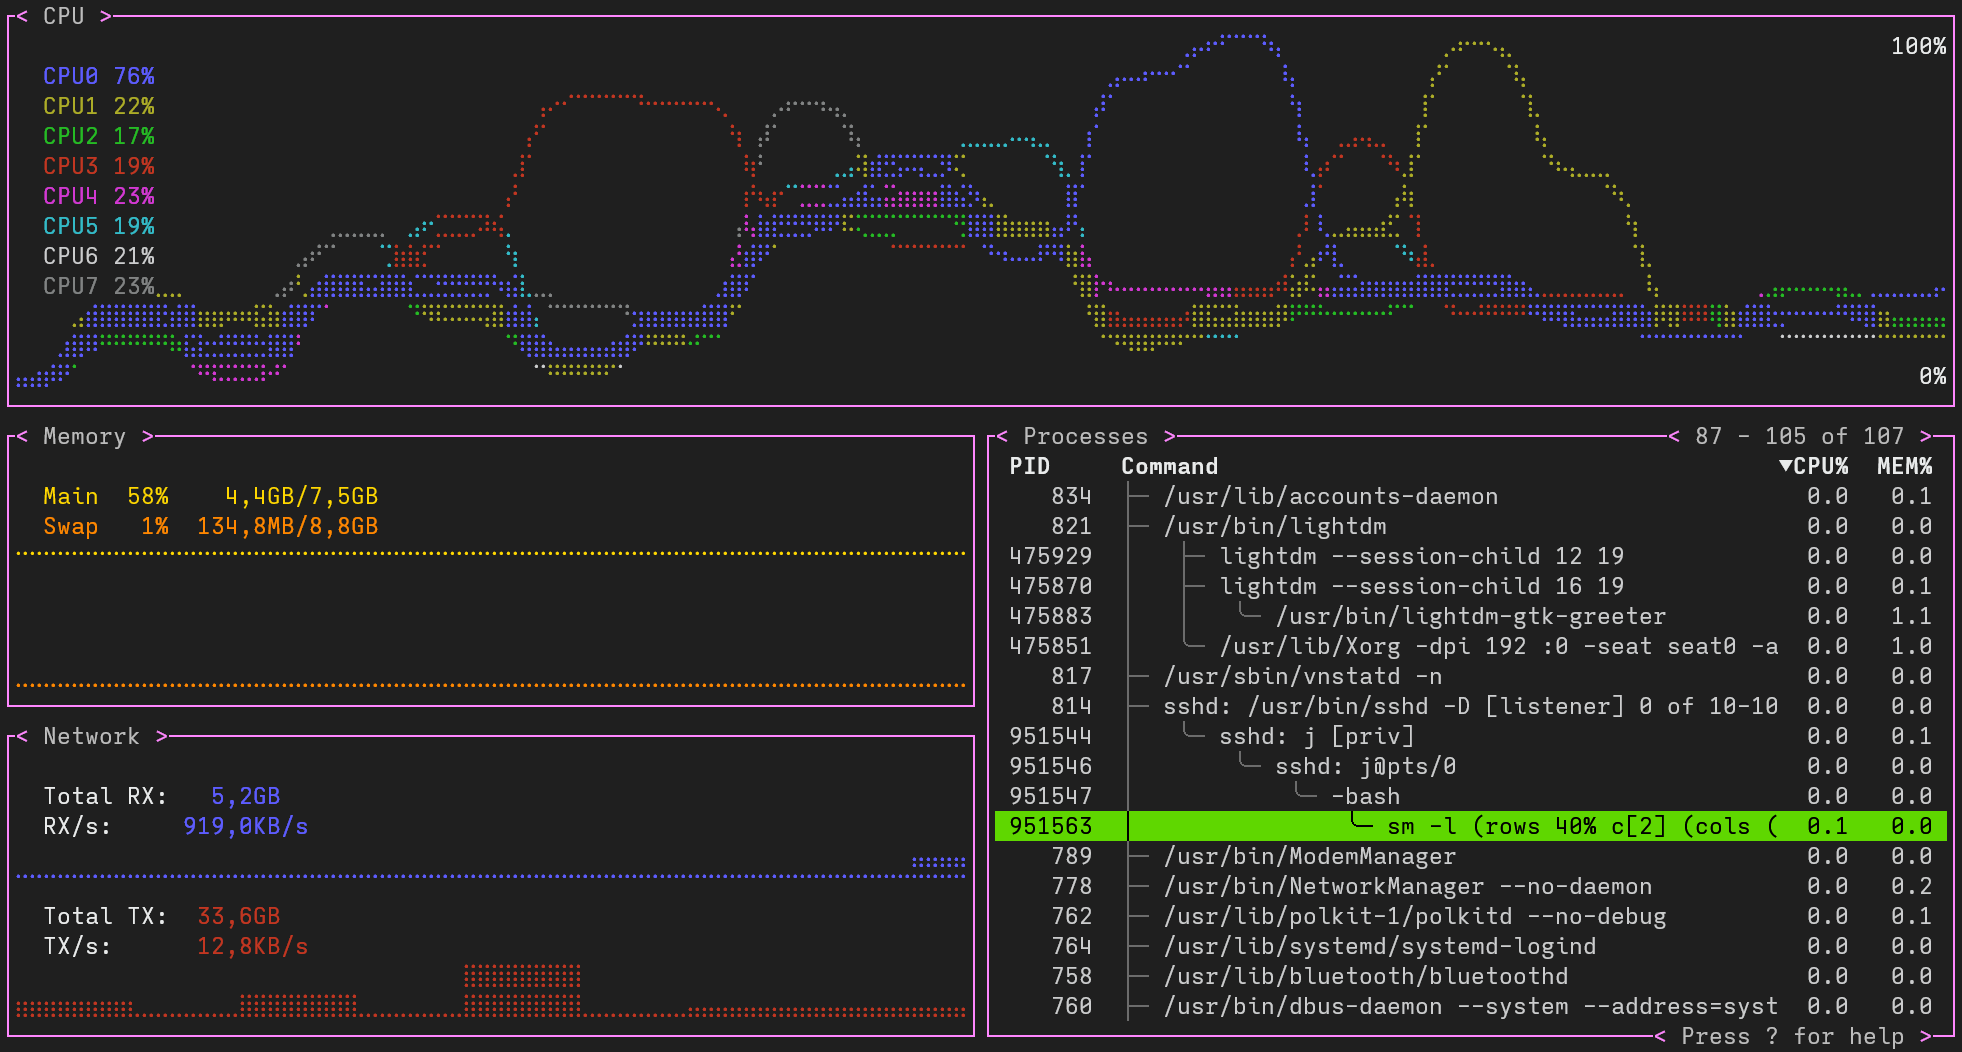 < CPU >
100%
CPU0 76%
CPU1 22%
CPU2 17%
CPU3 19%
CPU4 23%
CPU5 19%
CPU6 21%
CPU7 23%
0%
< Memory >
Main 58% 4,4GB/7,5GB
Swap 1% 134,8MB/8,8GB
< Network >
Total RX: 5,2GB
RX/s: 919,0KB/s
Total TX: 33,6GB
TX/s: 12,8KB/s
< Processes > < 87 - 105 of 107 >
PID Command ▼CPU% MEM%
834 /usr/lib/accounts-daemon 0.0 0.1
821 /usr/bin/lightdm 0.0 0.0
475929 lightdm --session-child 12 19 0.0 0.0
475870 lightdm --session-child 16 19 0.0 0.1
475883 /usr/bin/lightdm-gtk-greeter 0.0 1.1
475851 /usr/lib/Xorg -dpi 192 :0 -seat seat0 -a 0.0 1.0
817 /usr/sbin/vnstatd -n 0.0 0.0
814 sshd: /usr/bin/sshd -D [listener] 0 of 10-10 0.0 0.0
951544 sshd: j [priv] 0.0 0.1
951546 sshd: j@pts/0 0.0 0.0
951547 -bash 0.0 0.0
951563 sm -l (rows 40% c[2] (cols ( 0.1 0.0
789 /usr/bin/ModemManager 0.0 0.0
778 /usr/bin/NetworkManager --no-daemon 0.0 0.2
762 /usr/lib/polkit-1/polkitd --no-debug 0.0 0.1
764 /usr/lib/systemd/systemd-logind 0.0 0.0
758 /usr/lib/bluetooth/bluetoothd 0.0 0.0
760 /usr/bin/dbus-daemon --system --address=syst 0.0 0.0
< Press ? for help >